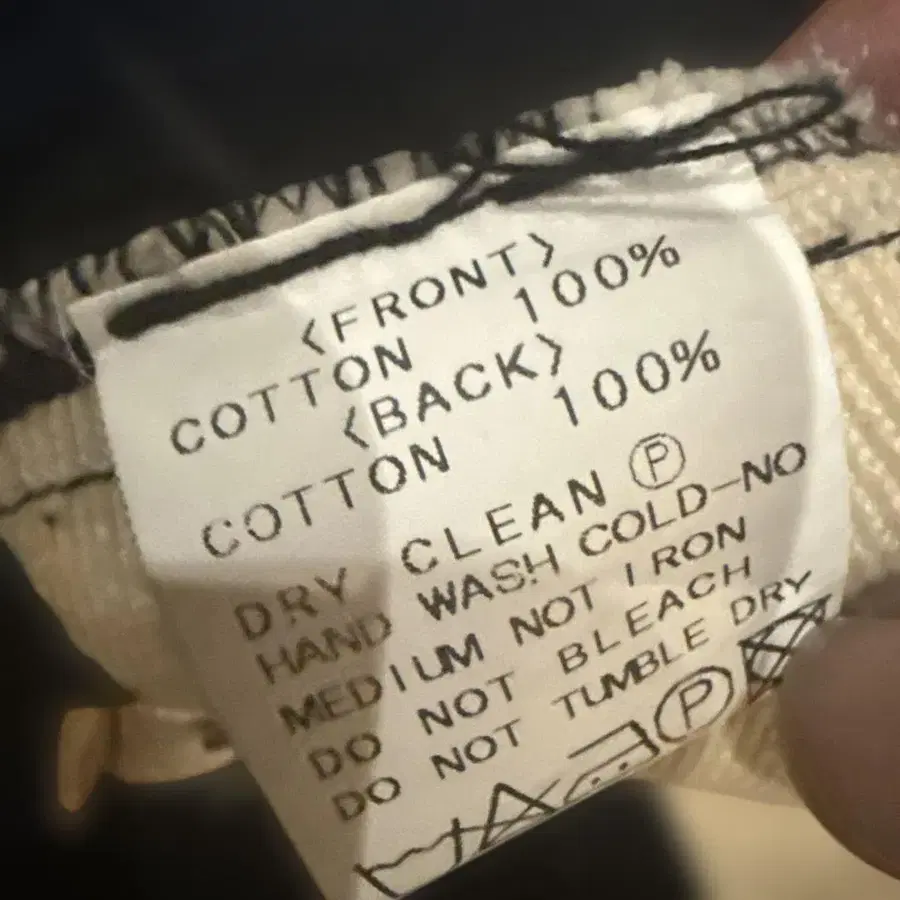 <FRONT>
COTTON 100%
<BACK>
COTTON 100%
DRY CLEAN Ⓟ
HAND WASH COLD-NO
MEDIUM NOT IRON
DO NOT BLEACH
DO NOT TUMBLE DRY
P